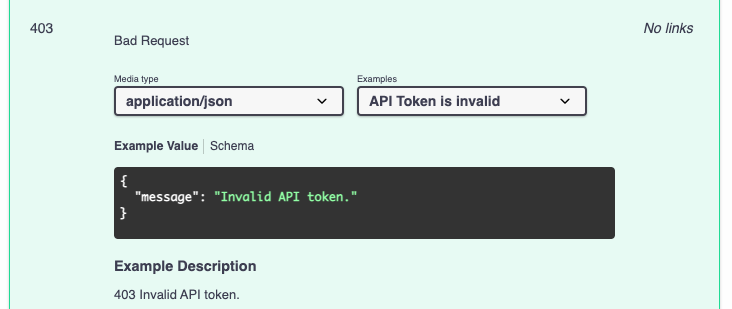 403
No links
Bad Request
Media type
Examples
application/json
API Token is invalid
Example Value
Schema
{
  "message": "Invalid API token."
}
Example Description
403 Invalid API token.